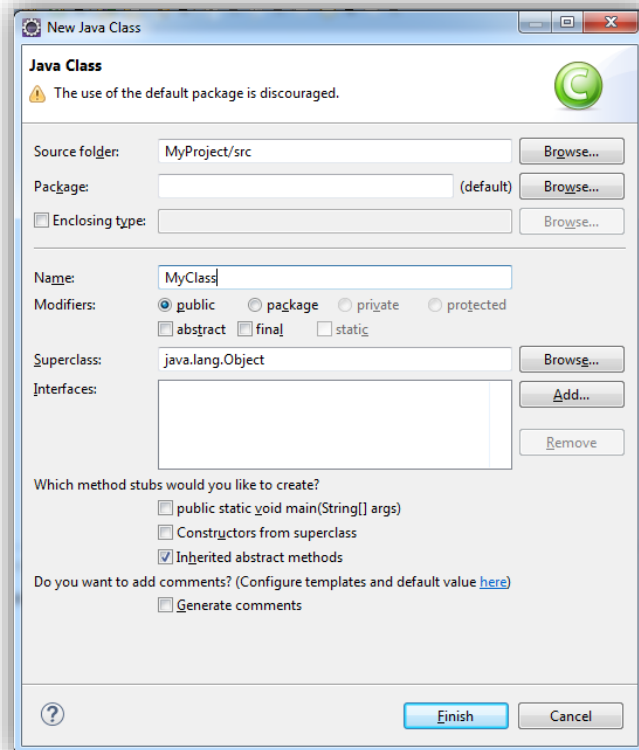 New Java Class
Java Class
The use of the default package is discouraged.
C
Source folder: MyProject/src Browse...
Package: (default) Browse...
Enclosing type: Browse...
Name: MyClass
Modifiers: public package private protected
abstract final static
Superclass: java.lang.Object Browse...
Interfaces: Add...
Remove
Which method stubs would you like to create?
public static void main(String[] args)
Constructors from superclass
Inherited abstract methods
Do you want to add comments? (Configure templates and default value here)
Generate comments
? Finish Cancel